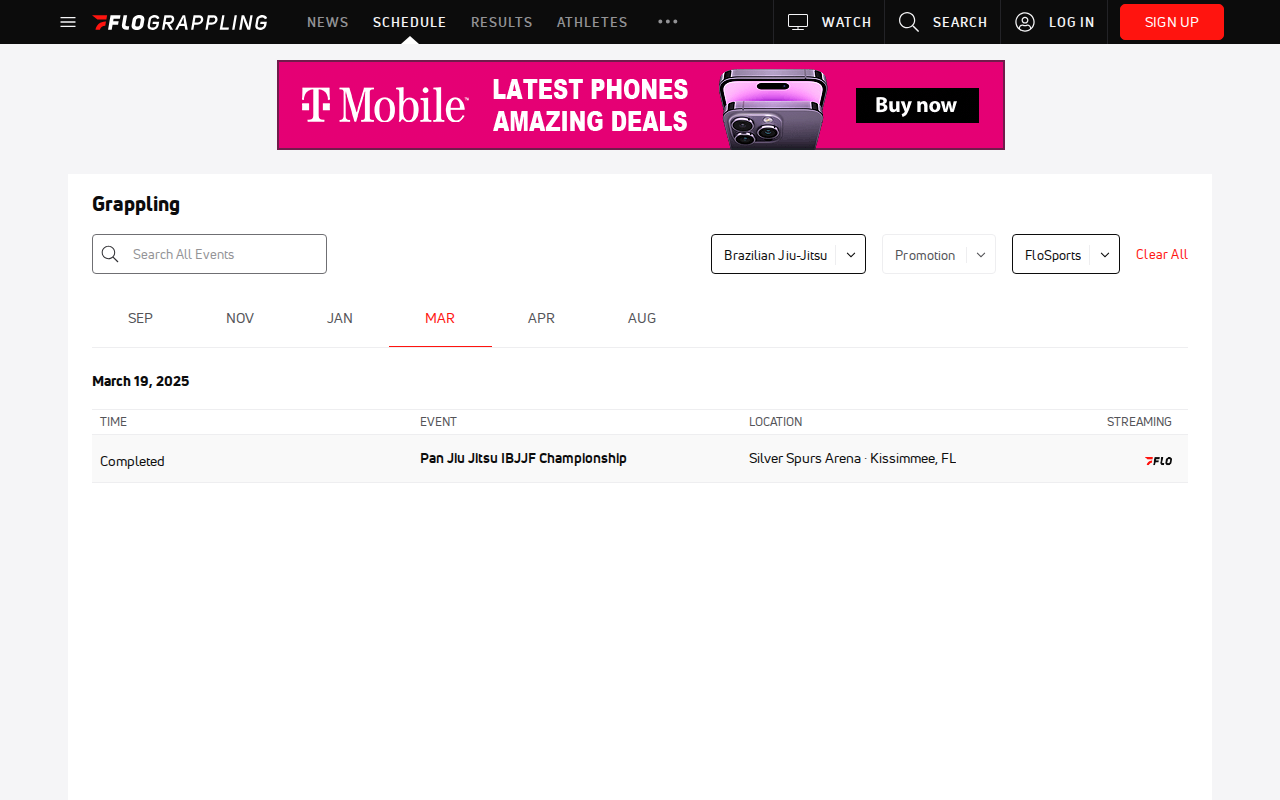 FLOGRAPPLING NEWS SCHEDULE RESULTS ATHLETES ••• WATCH SEARCH LOG IN SIGN UP
T Mobile™ LATEST PHONES AMAZING DEALS Buy now
Grappling
Search All Events Brazilian Jiu-Jitsu Promotion FloSports Clear All
SEP NOV JAN MAR APR AUG
March 19, 2025
TIME EVENT LOCATION STREAMING
Completed Pan Jiu Jitsu IBJJF Championship Silver Spurs Arena · Kissimmee, FL FLO